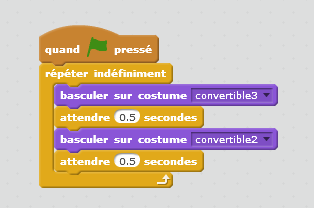 quand pressé
répéter indéfiniment
basculer sur costume convertible3
attendre 0.5 secondes
basculer sur costume convertible2
attendre 0.5 secondes